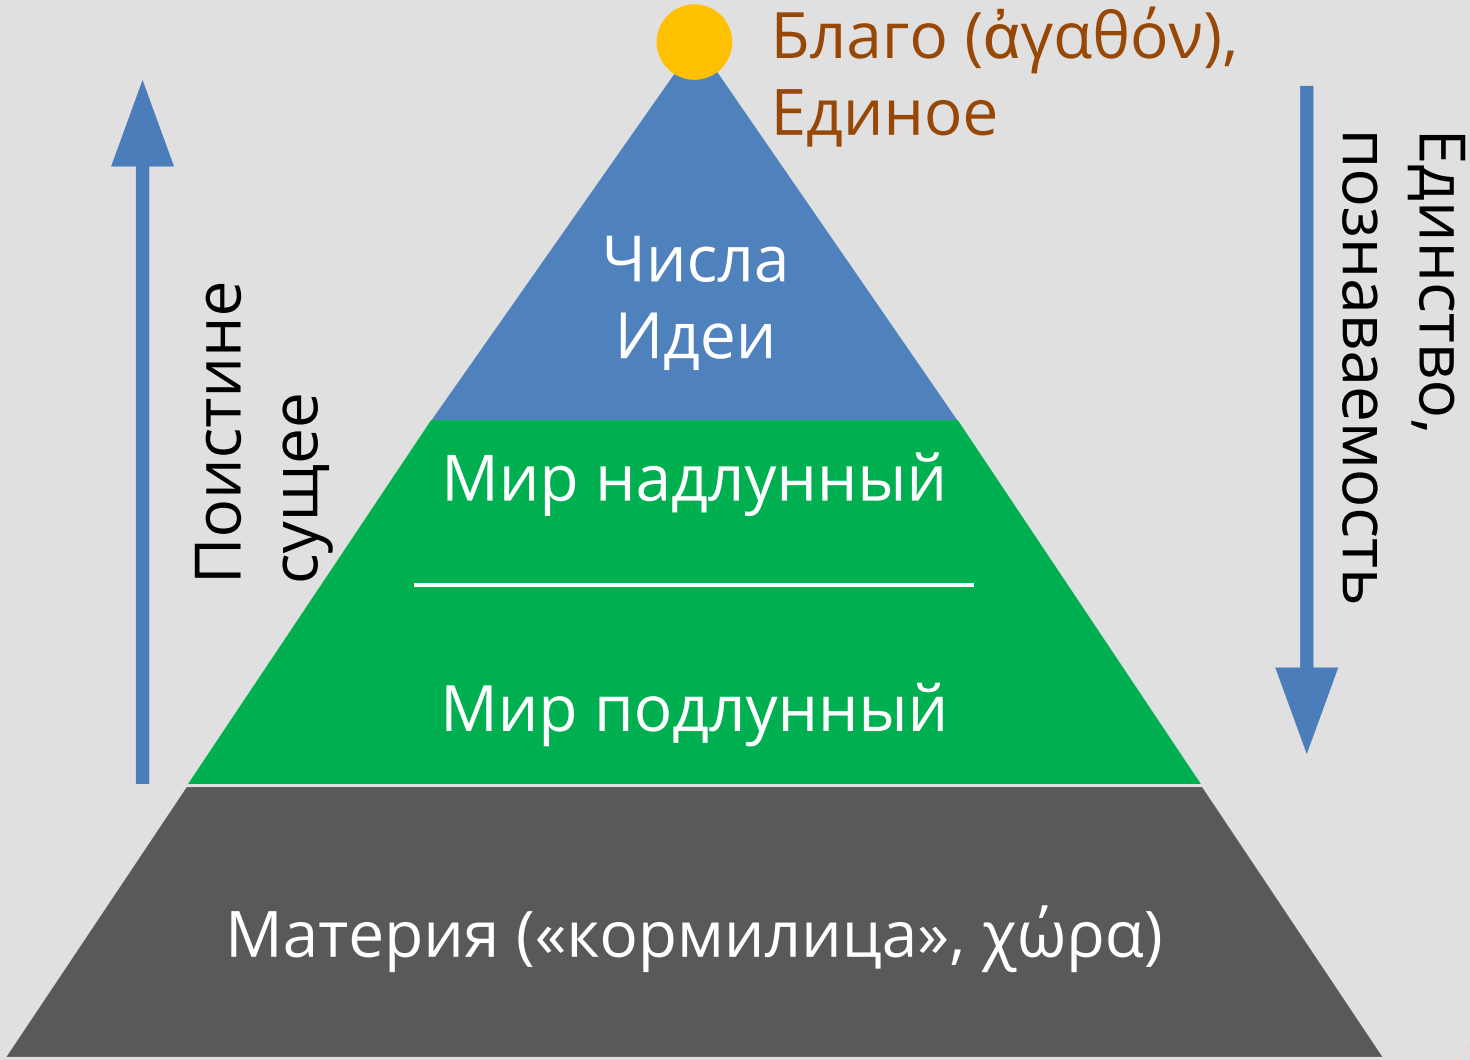 Благо (ἀγαθόν),
Единое
Числа
Идеи
Мир надлунный
Мир подлунный
Материя («кормилица», χώρα)
Поистине
сущее
Единство,
познаваемость